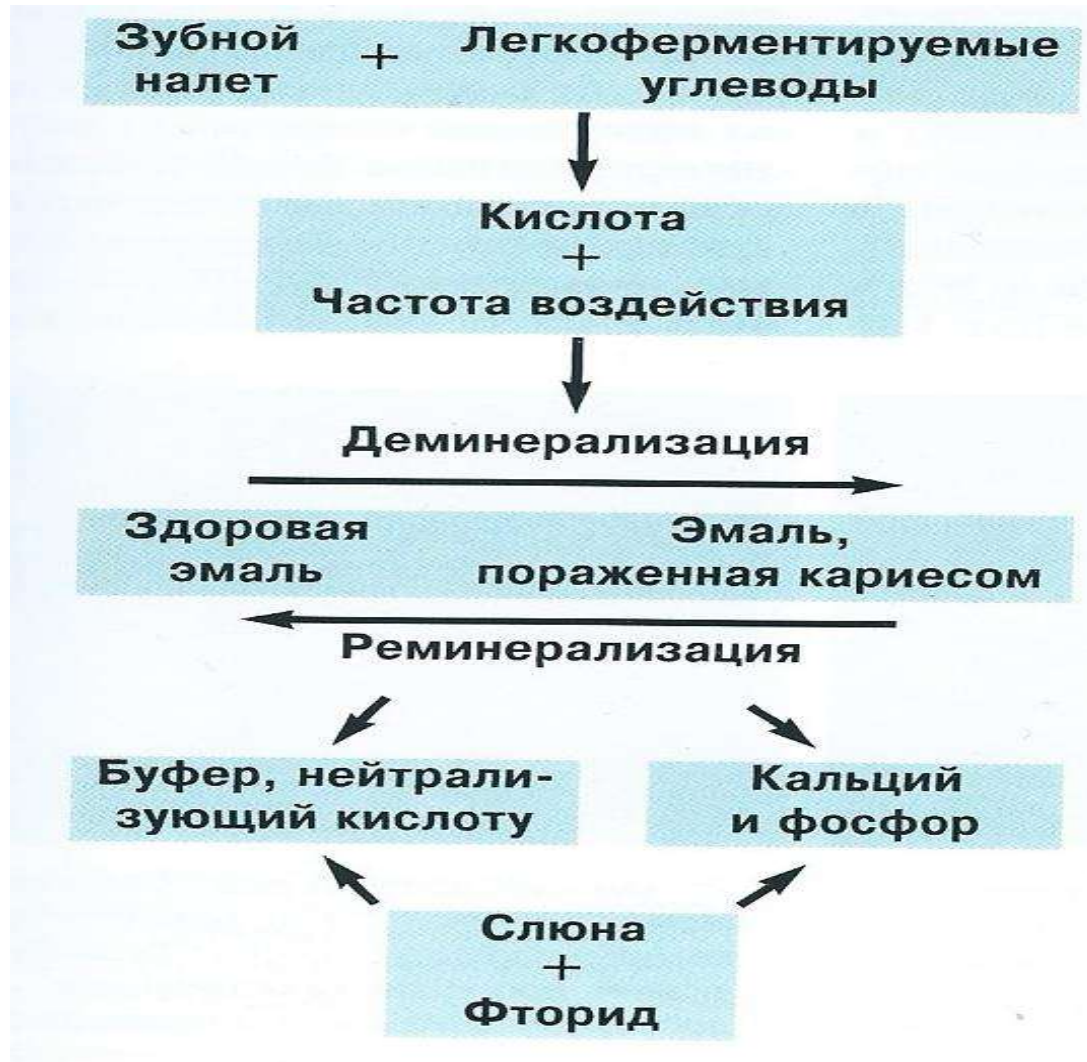 Зубной + Легкоферментируемые
налет углеводы
Кислота
+
Частота воздействия
Деминерализация
Здоровая Эмаль,
эмаль пораженная кариесом
Реминерализация
Буфер, нейтрали- Кальций
зующий кислоту и фосфор
Слюна
+
Фторид